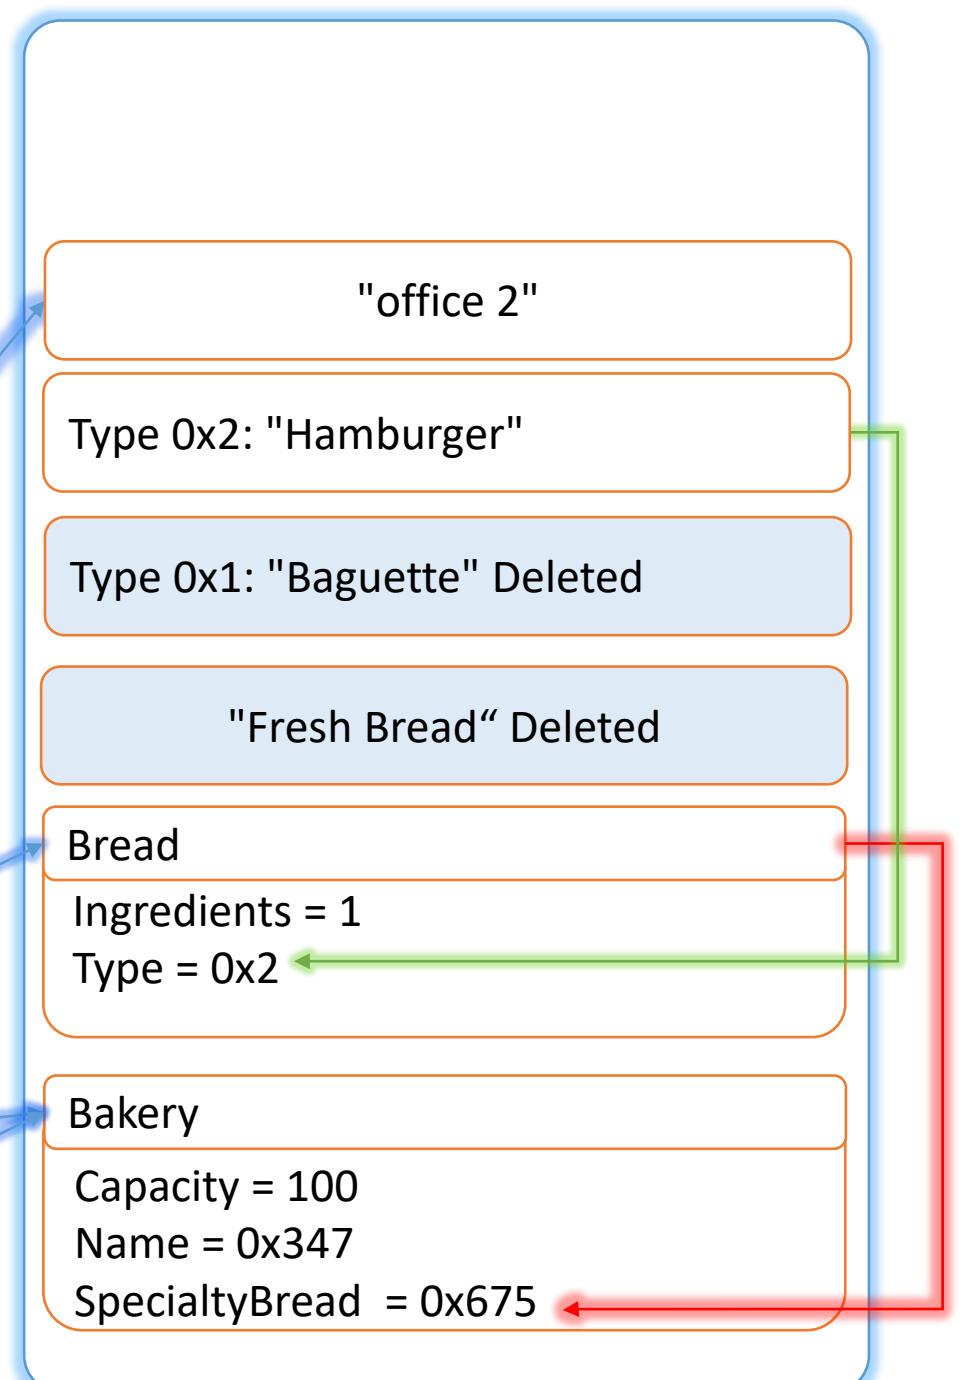 "office 2"
Type 0x2: "Hamburger"
Type 0x1: "Baguette" Deleted
"Fresh Bread“ Deleted
Bread
Ingredients = 1
Type = 0x2
Bakery
Capacity = 100
Name = 0x347
SpecialtyBread  = 0x675